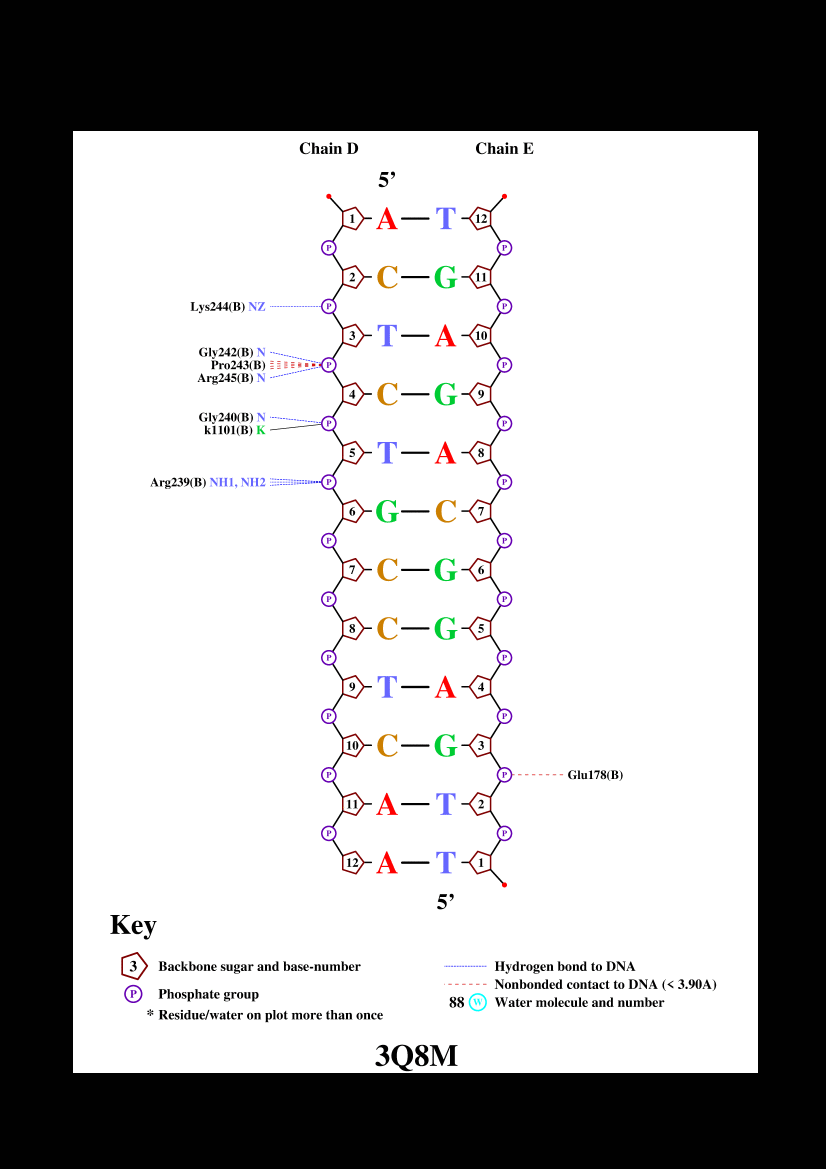 Chain D Chain E
5’
1 A T 12
P P
2 C G 11
Lys244(B) NZ P P
3 T A 10
Gly242(B) N
Pro243(B) P P
Arg245(B) N
4 C G 9
Gly240(B) N P P
k1101(B) K
5 T A 8
Arg239(B) NH1, NH2 P P
6 G C 7
P P
7 C G 6
P P
8 C G 5
P P
9 T A 4
P P
10 C G 3
P P Glu178(B)
11 A T 2
P P
12 A T 1
5’
Key
3 Backbone sugar and base-number
P Phosphate group
* Residue/water on plot more than once
Hydrogen bond to DNA
Nonbonded contact to DNA (< 3.90A)
88 W Water molecule and number
3Q8M